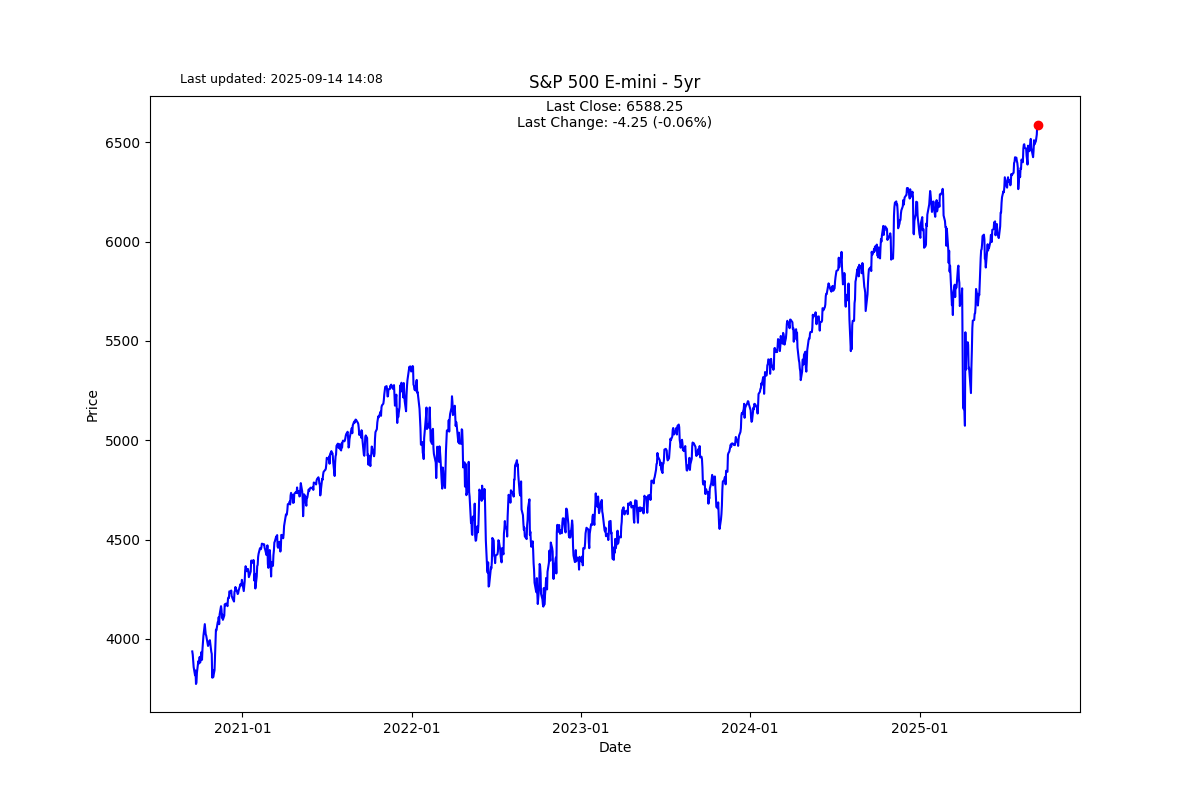 Last updated: 2025-09-14 14:08
S&P 500 E-mini - 5yr
Last Close: 6588.25
Last Change: -4.25 (-0.06%)
6500
6000
5500
5000
4500
4000
Price
2021-01
2022-01
2023-01
2024-01
2025-01
Date